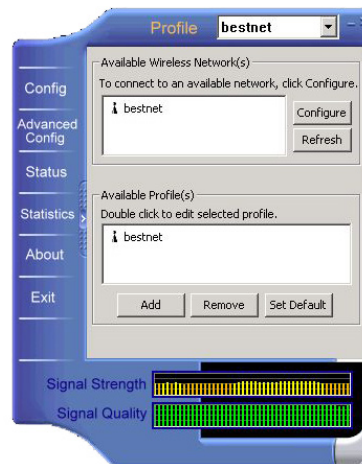 Profile bestnet
Available Wireless Network(s)
To connect to an available network, click Configure.
bestnet
Configure
Refresh
Available Profile(s)
Double click to edit selected profile.
bestnet
Add Remove Set Default
Config
Advanced
Config
Status
Statistics
About
Exit
Signal Strength
Signal Quality